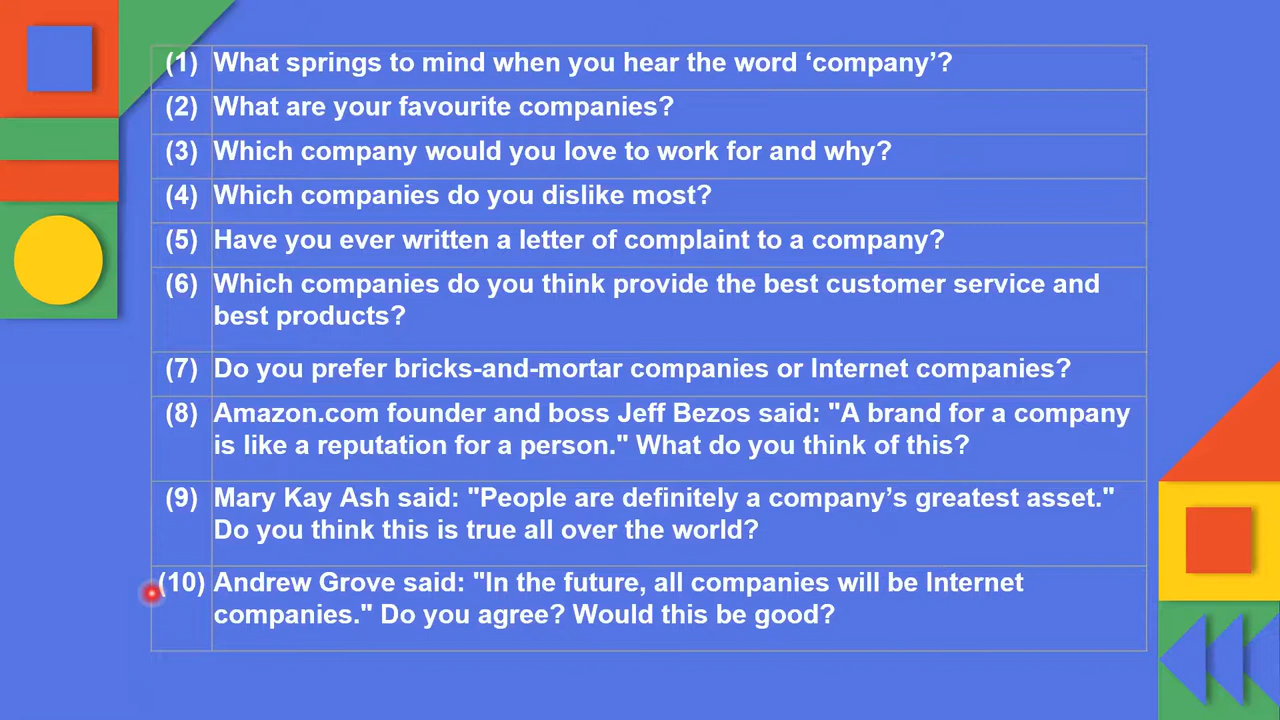 (1) What springs to mind when you hear the word ‘company’?
(2) What are your favourite companies?
(3) Which company would you love to work for and why?
(4) Which companies do you dislike most?
(5) Have you ever written a letter of complaint to a company?
(6) Which companies do you think provide the best customer service and
best products?
(7) Do you prefer bricks-and-mortar companies or Internet companies?
(8) Amazon.com founder and boss Jeff Bezos said: "A brand for a company
is like a reputation for a person." What do you think of this?
(9) Mary Kay Ash said: "People are definitely a company’s greatest asset."
Do you think this is true all over the world?
(10) Andrew Grove said: "In the future, all companies will be Internet
companies." Do you agree? Would this be good?